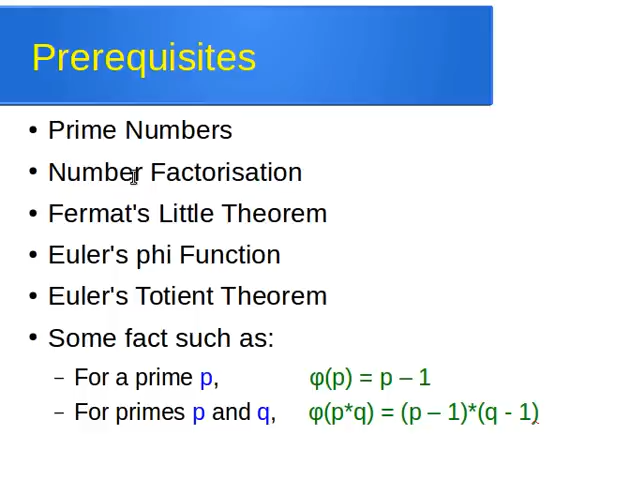 Prerequisites
• Prime Numbers
• Number Factorisation
• Fermat's Little Theorem
• Euler's phi Function
• Euler's Totient Theorem
• Some fact such as:
– For a prime p, φ(p) = p – 1
– For primes p and q, φ(p*q) = (p – 1)*(q - 1)